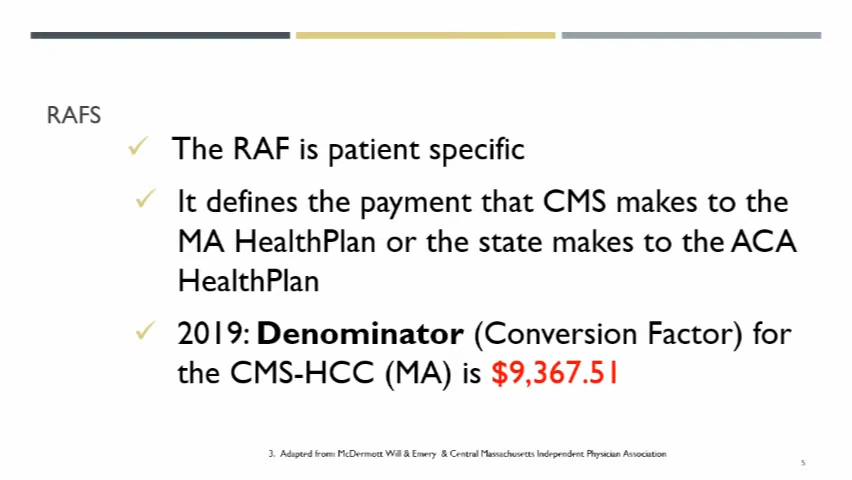 RAFS
✓ The RAF is patient specific
✓ It defines the payment that CMS makes to the
MA HealthPlan or the state makes to the ACA
HealthPlan
✓ 2019: Denominator (Conversion Factor) for
the CMS-HCC (MA) is $9,367.51
3. Adapted from: McDermott Will & Emery & Central Massachusetts Independent Physician Association
5